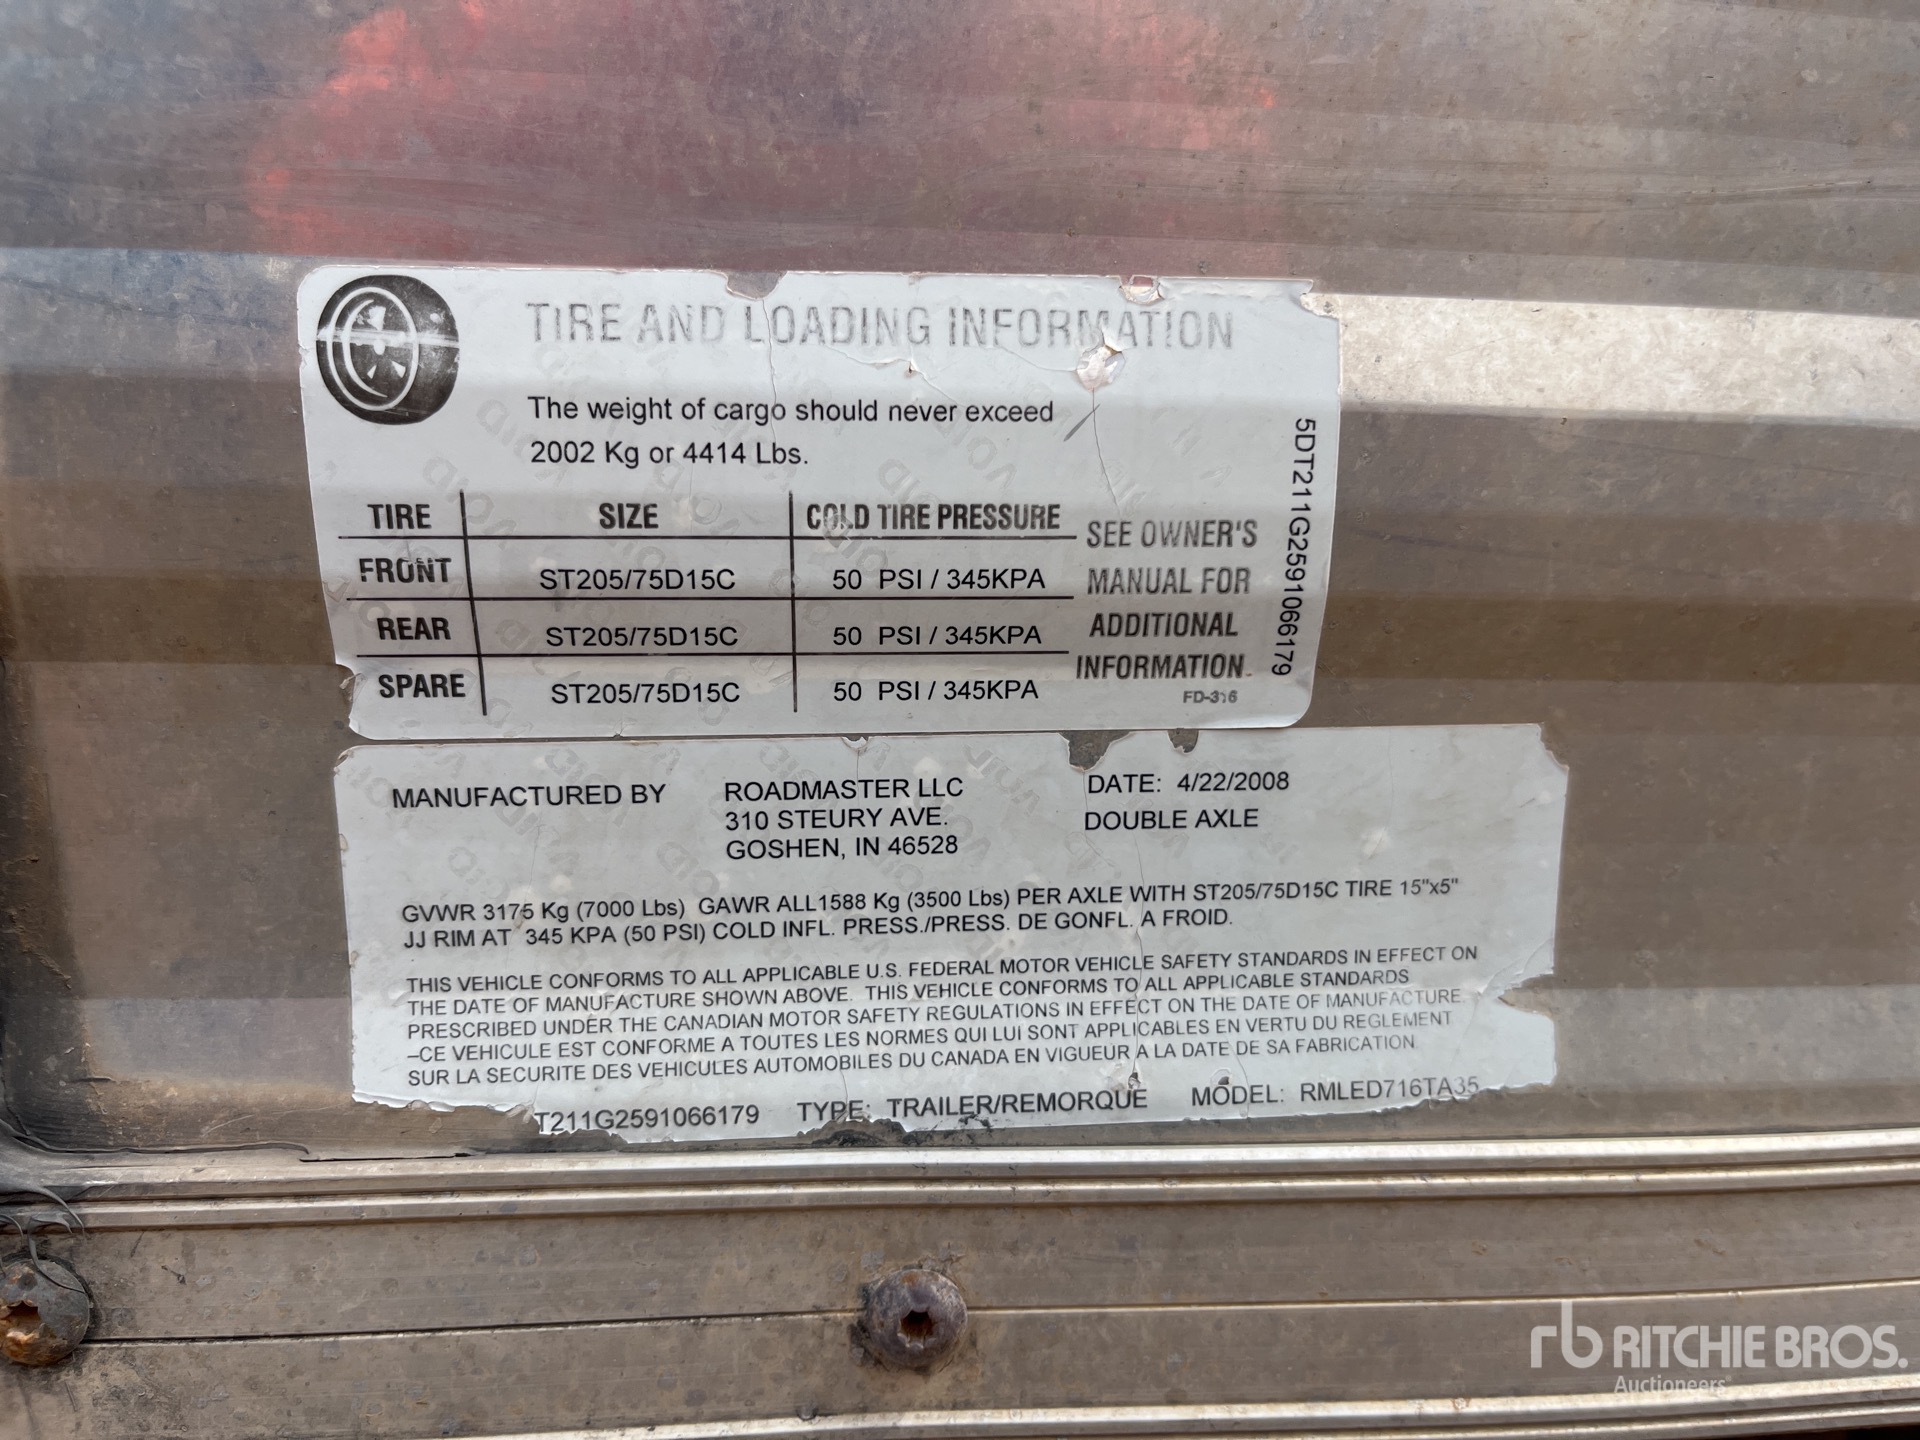 TIRE AND LOADING INFORMATION
The weight of cargo should never exceed
2002 Kg or 4414 Lbs.
TIRE SIZE COLD TIRE PRESSURE
FRONT ST205/75D15C 50 PSI / 345KPA
REAR ST205/75D15C 50 PSI / 345KPA
SPARE ST205/75D15C 50 PSI / 345KPA
SEE OWNER'S
MANUAL FOR
ADDITIONAL
INFORMATION
FD-316
5DT211G2591066179
MANUFACTURED BY ROADMASTER LLC DATE: 4/22/2008
310 STEURY AVE. DOUBLE AXLE
GOSHEN, IN 46528
GVWR 3175 Kg (7000 Lbs) GAWR ALL1588 Kg (3500 Lbs) PER AXLE WITH ST205/75D15C TIRE 15"x5"
JJ RIM AT 345 KPA (50 PSI) COLD INFL. PRESS./PRESS. DE GONFL. A FROID.
THIS VEHICLE CONFORMS TO ALL APPLICABLE U.S. FEDERAL MOTOR VEHICLE SAFETY STANDARDS IN EFFECT ON
THE DATE OF MANUFACTURE SHOWN ABOVE. THIS VEHICLE CONFORMS TO ALL APPLICABLE STANDARDS
PRESCRIBED UNDER THE CANADIAN MOTOR SAFETY REGULATIONS IN EFFECT ON THE DATE OF MANUFACTURE.
–CE VEHICULE EST CONFORME A TOUTES LES NORMES QUI LUI SONT APPLICABLES EN VERTU DU REGLEMENT
SUR LA SECURITE DES VEHICULES AUTOMOBILES DU CANADA EN VIGUEUR A LA DATE DE SA FABRICATION
T211G2591066179 TYPE: TRAILER/REMORQUE MODEL: RMLED716TA35
rb RITCHIE BROS.
Auctioneers